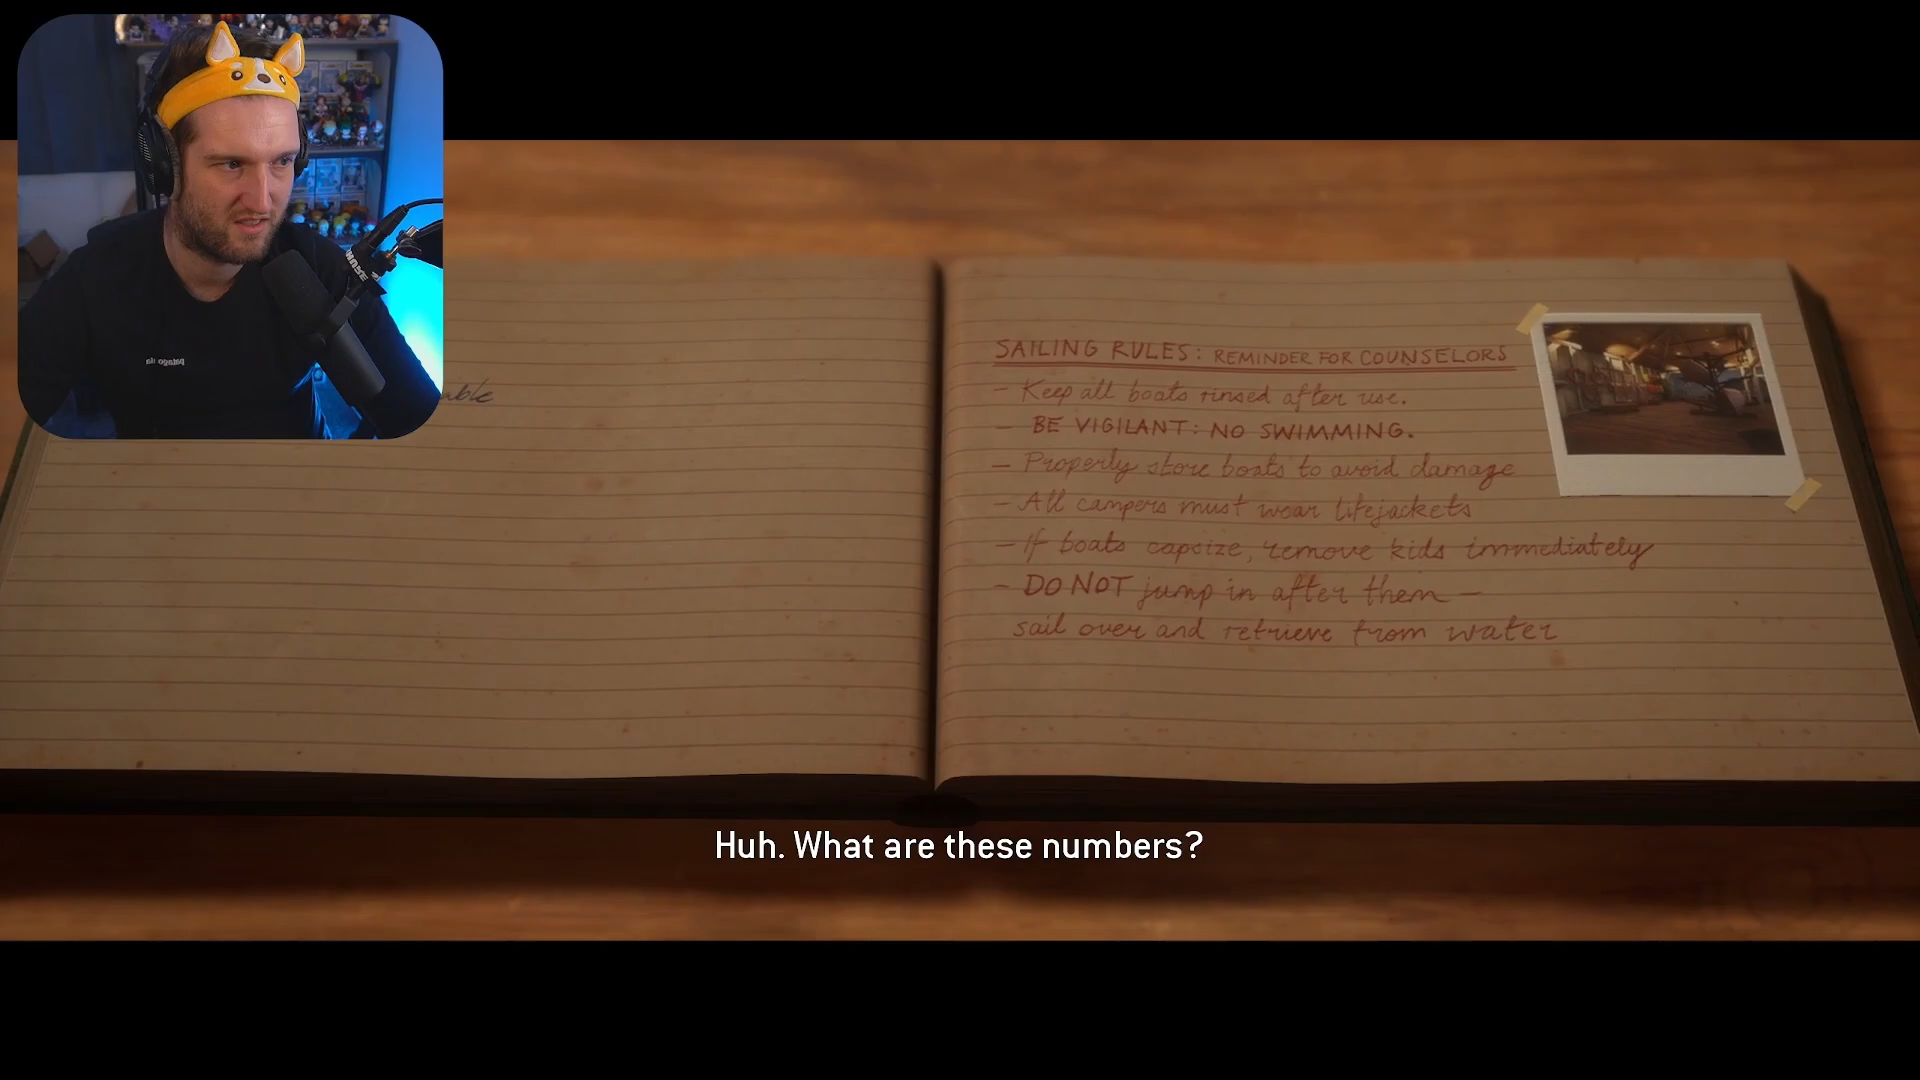 SAILING RULES: REMINDER FOR COUNSELORS
- Keep all boats rinsed after use.
- BE VIGILANT: NO SWIMMING.
- Properly store boats to avoid damage
- All campers must wear lifejackets
- If boats capsize, remove kids immediately
- DO NOT jump in after them -
sail over and retrieve from water
Huh. What are these numbers?